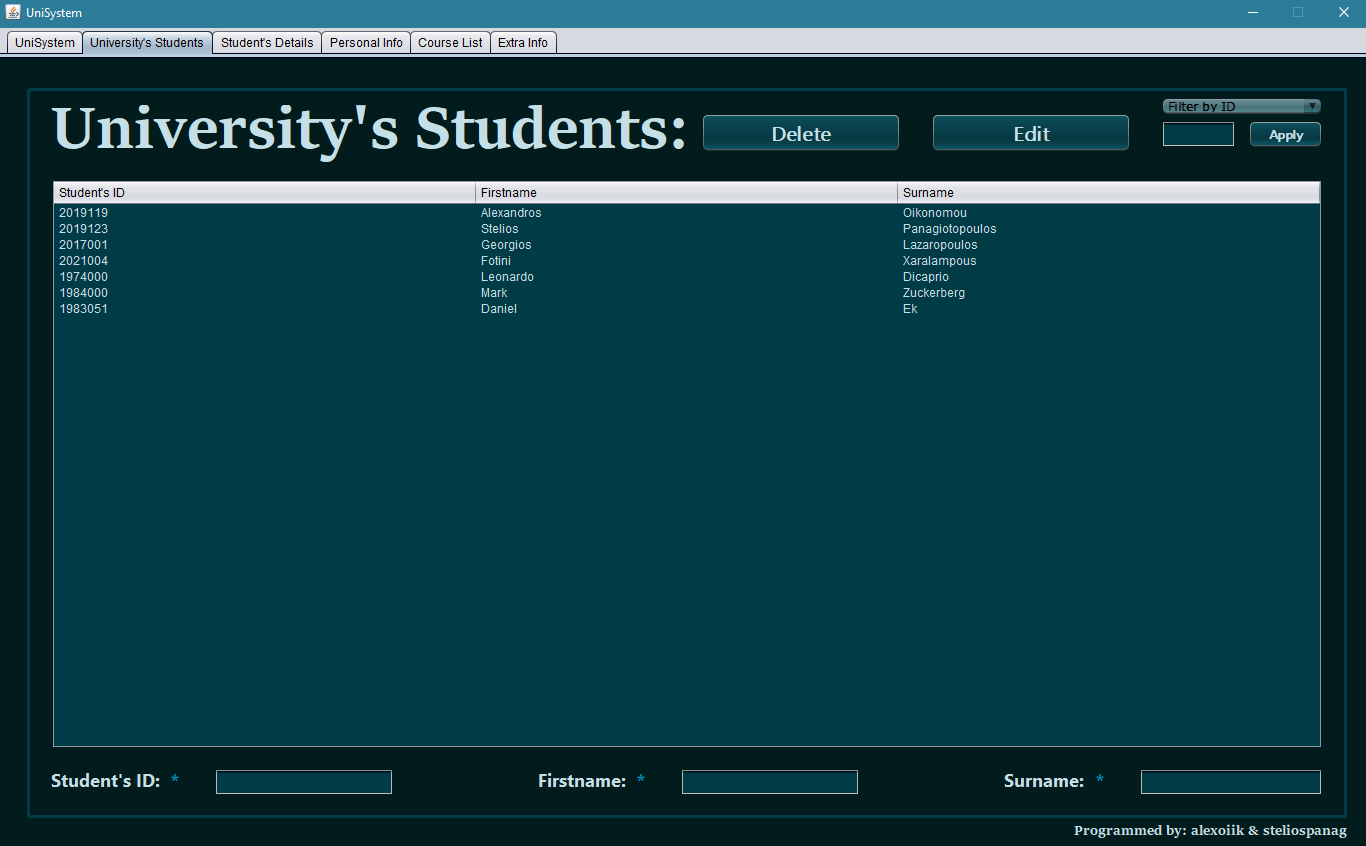 UniSystem
UniSystem University's Students Student's Details Personal Info Course List Extra Info
University's Students:
Delete
Edit
Filter by ID
Apply
Student's ID Firstname Surname
2019119 Alexandros Oikonomou
2019123 Stelios Panagiotopoulos
2017001 Georgios Lazaropoulos
2021004 Fotini Xaralampous
1974000 Leonardo Dicaprio
1984000 Mark Zuckerberg
1983051 Daniel Ek
Student's ID: * Firstname: * Surname: *
Programmed by: alexoiik & steliospanag